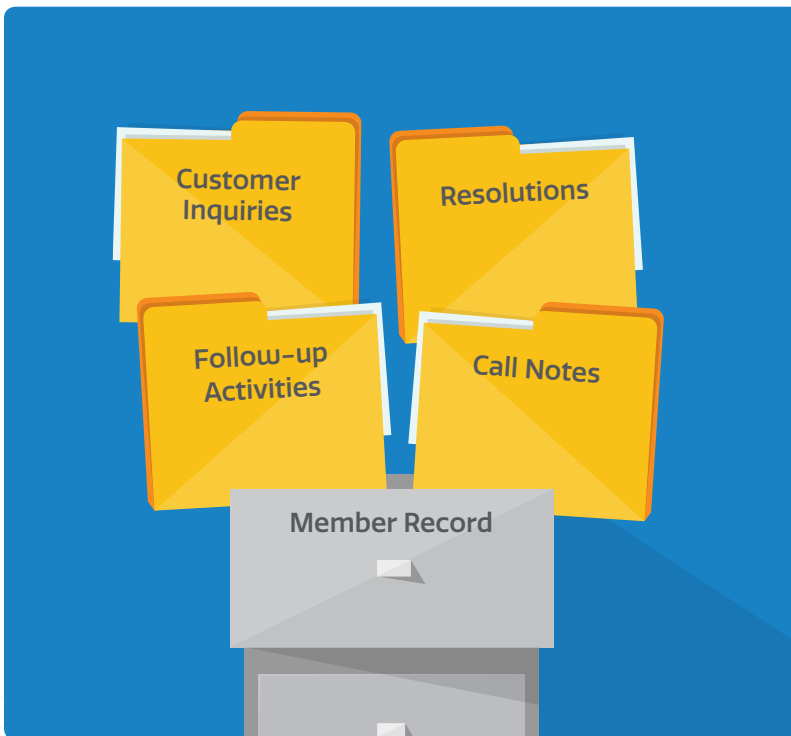 Customer
Inquiries
Resolutions
Follow-up
Activities
Call Notes
Member Record